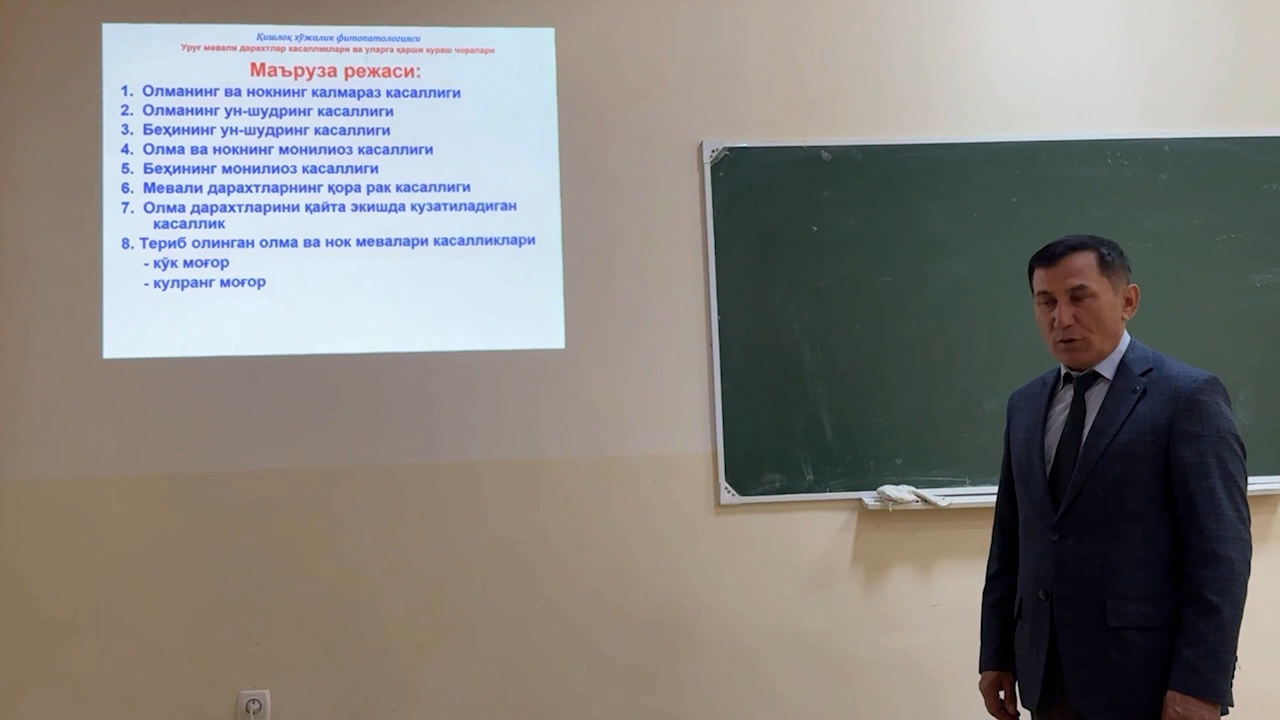 Қишлоқ хўжалик фитопатологияси
Уруғ мевали дарахтлар касалликлари ва уларга қарши кураш чоралари
Маъруза режаси:
1. Олманинг ва нокнинг калмараз касаллиги
2. Олманинг ун-шудринг касаллиги
3. Беҳининг ун-шудринг касаллиги
4. Олма ва нокнинг монилиоз касаллиги
5. Беҳининг монилиоз касаллиги
6. Мевали дарахтларнинг қора рак касаллиги
7. Олма дарахтларини қайта экишда кузатиладиган
касаллик
8. Териб олинган олма ва нок мевалари касалликлари
- кўк моғор
- кулранг моғор